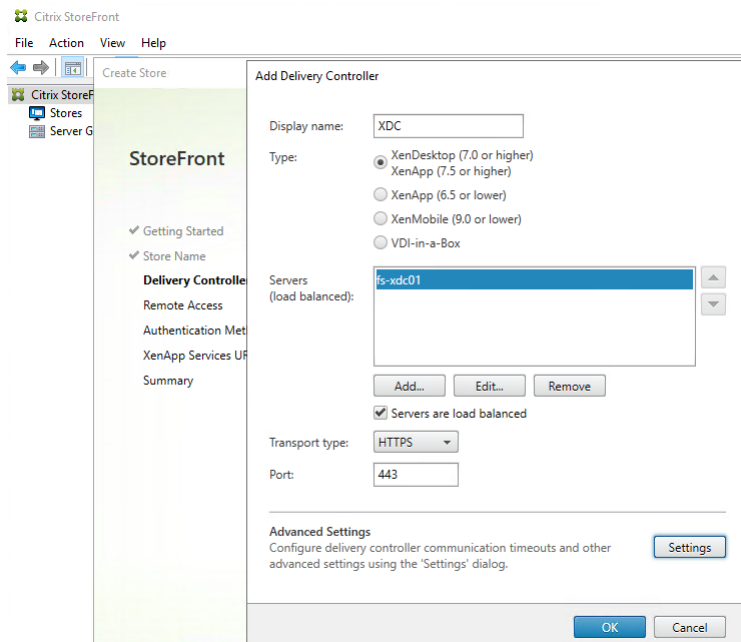 Citrix StoreFront
File Action View Help
Create Store
Citrix StoreF
Stores
Server G
StoreFront
Getting Started
Store Name
Delivery Controlle
Remote Access
Authentication Met
XenApp Services UR
Summary
Add Delivery Controller
Display name: XDC
Type: XenDesktop (7.0 or higher)
XenApp (7.5 or higher)
XenApp (6.5 or lower)
XenMobile (9.0 or lower)
VDI-in-a-Box
Servers
(load balanced):
fs-xdc01
Add... Edit... Remove
Servers are load balanced
Transport type: HTTPS
Port: 443
Advanced Settings
Configure delivery controller communication timeouts and other
advanced settings using the 'Settings' dialog.
Settings
OK Cancel